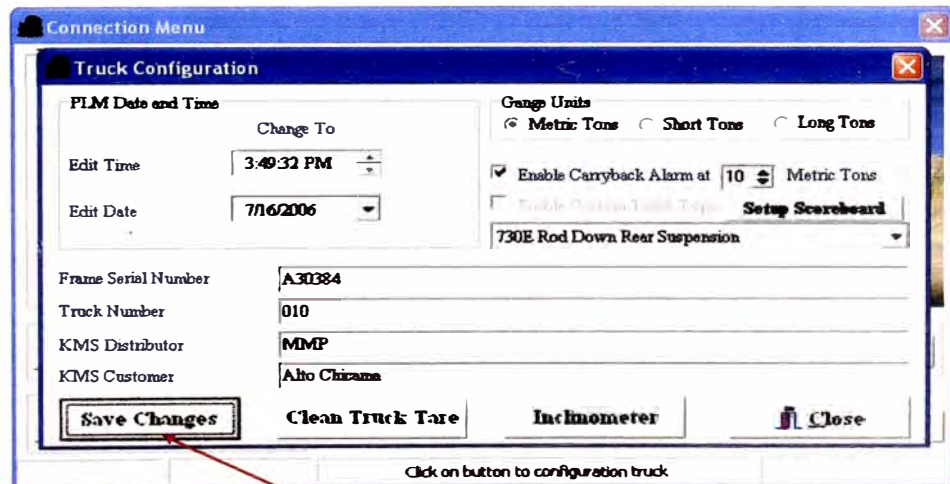 Connection Menu
Truck Configuration
PLM Date and Time
Change To
Edit Time 3:49:32 PM
Edit Date 7/16/2006
Gauge Units
Metric Tons Short Tons Long Tons
Enable Carryback Alarm at 10 Metric Tons
Enable Custom Truck
Setup Scoreboard
730E Rod Down Rear Suspension
Frame Serial Number A30384
Truck Number 010
KMS Distributor MMP
KMS Customer Alto Chicama
Save Changes Clean Truck Tare Inclinometer Close
Click on button to configuration truck